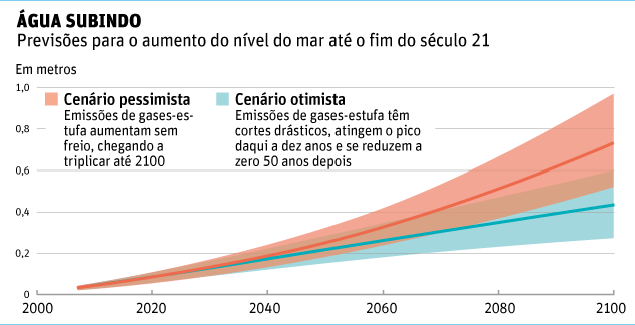 ÁGUA SUBINDO
Previsões para o aumento do nível do mar até o fim do século 21
Em metros
1,0
0,8
0,6
0,4
0,2
0
Cenário pessimista
Emissões de gases-es-
tufa aumentam sem
freio, chegando a
triplicar até 2100
Cenário otimista
Emissões de gases-estufa têm
cortes drásticos, atingem o pico
daqui a dez anos e se reduzem a
zero 50 anos depois
2000
2020
2040
2060
2080
2100